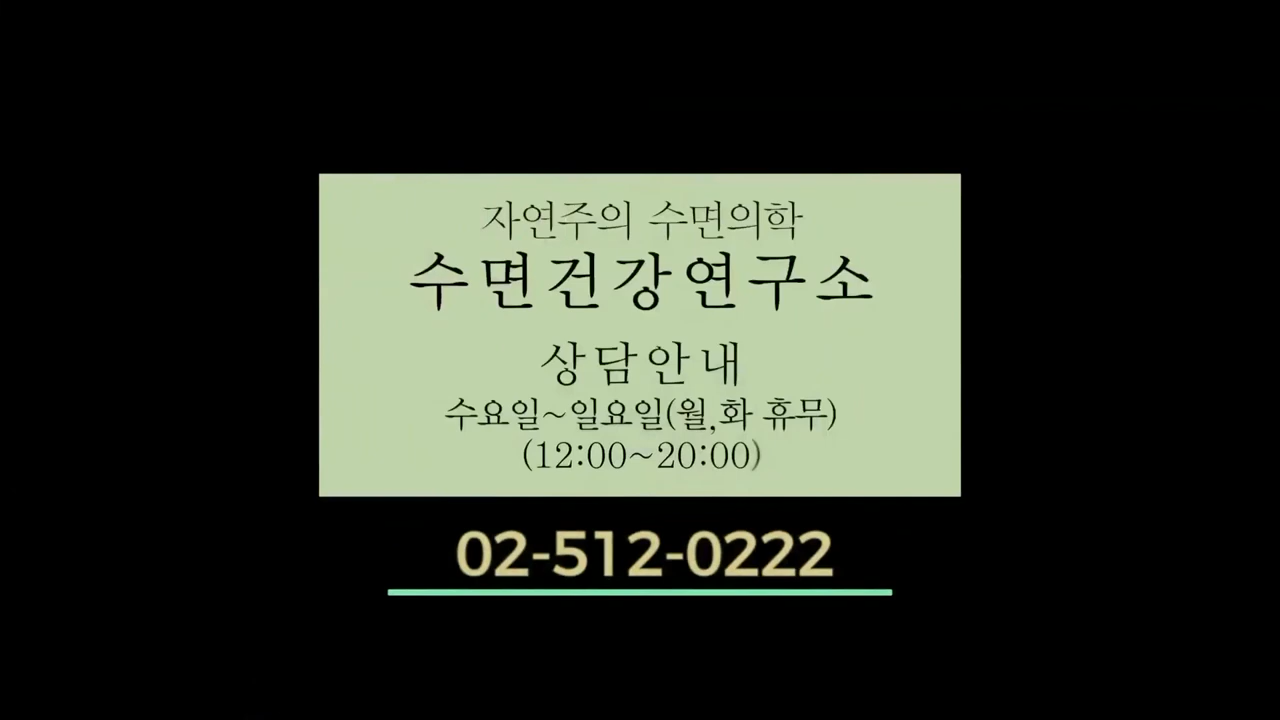 자연주의 수면의학
수면건강연구소
상담안내
수요일~일요일(월,화 휴무)
(12:00~20:00)
02-512-0222